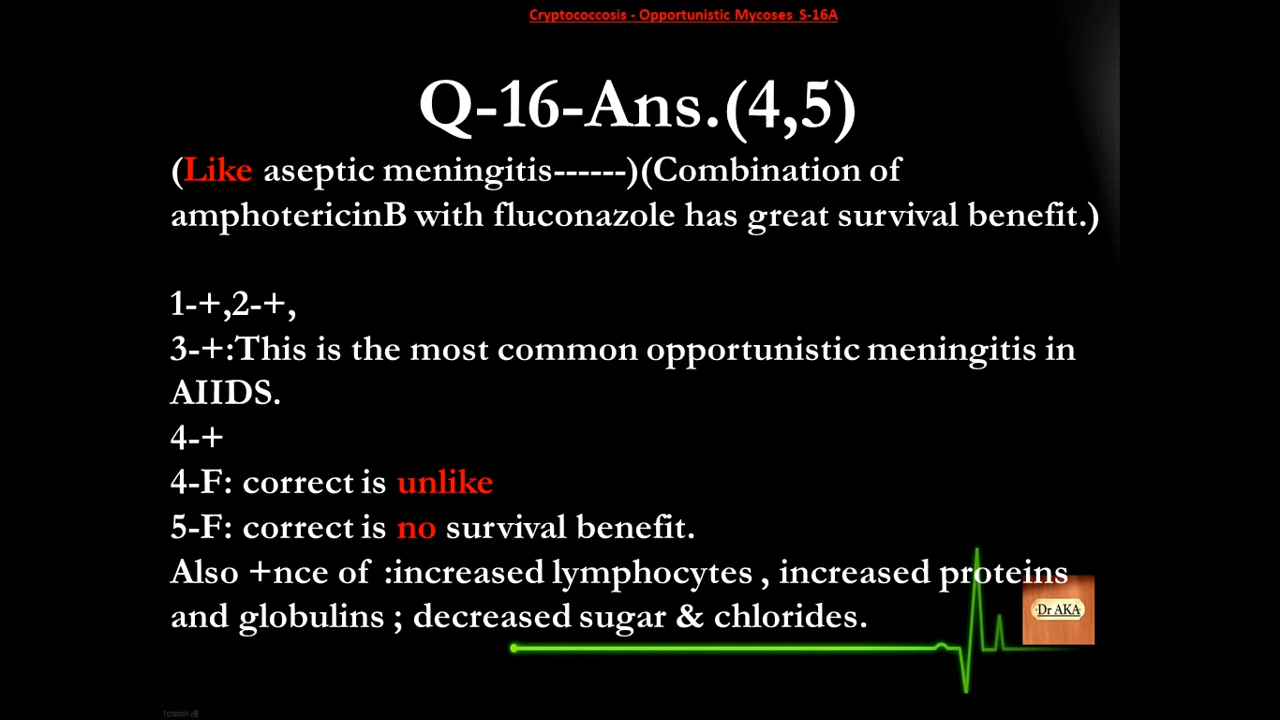 Cryptococcosis - Opportunistic Mycoses S-16A
Q-16-Ans.(4,5)
(Like aseptic meningitis------)(Combination of
amphotericinB with fluconazole has great survival benefit.)
1-+,2-+,
3-+:This is the most common opportunistic meningitis in
AIIDS.
4-+
4-F: correct is unlike
5-F: correct is no survival benefit.
Also +nce of :increased lymphocytes , increased proteins
and globulins ; decreased sugar & chlorides.
Dr AKA